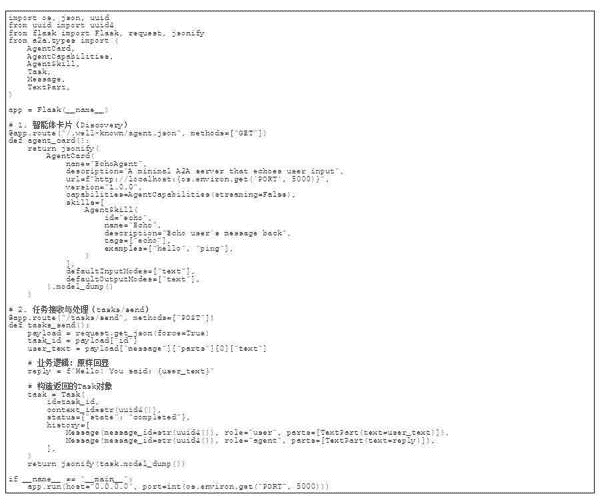 import os, json, uuid
from uuid import uuid4
from flask import Flask, request, jsonify
from a2a.types import (
    AgentCard,
    AgentCapabilities,
    AgentSkill,
    Task,
    Message,
    TextPart,
)
app = Flask(__name__)
# 1. 智能体卡片 (Discovery)
@app.route("/.well-known/agent.json", methods=["GET"])
def agent_card():
    return jsonify(
        AgentCard(
            name="EchoAgent",
            description="A minimal A2A server that echoes user input",
            url=f"http://localhost:{os.environ.get('PORT', 5000)}",
            version="1.0.0",
            capabilities=AgentCapabilities(streaming=False),
            skills=[
                AgentSkill(
                    id="echo",
                    name="Echo",
                    description="Echo user's message back",
                    tags=["echo"],
                    examples=["hello", "ping"],
                )
            ],
            defaultInputModes=["text"],
            defaultOutputModes=["text"],
        ).model_dump()
    )
# 2. 任务接收与处理 (tasks/send)
@app.route("/tasks/send", methods=["POST"])
def tasks_send():
    payload = request.get_json(force=True)
    task_id = payload["id"]
    user_text = payload["message"]["parts"][0]["text"]
    # 业务逻辑: 原样回显
    reply = f"Hello! You said: {user_text}"
    # 构造返回的Task对象
    task = Task(
        id=task_id,
        context_id=str(uuid4()),
        status={"state": "completed"},
        history=[
            Message(message_id=str(uuid4()), role="user", parts=[TextPart(text=user_text)]),
            Message(message_id=str(uuid4()), role="agent", parts=[TextPart(text=reply)]),
        ],
    )
    return jsonify(task.model_dump())
if __name__ == "__main__":
    app.run(host="0.0.0.0", port=int(os.environ.get("PORT", 5000)))